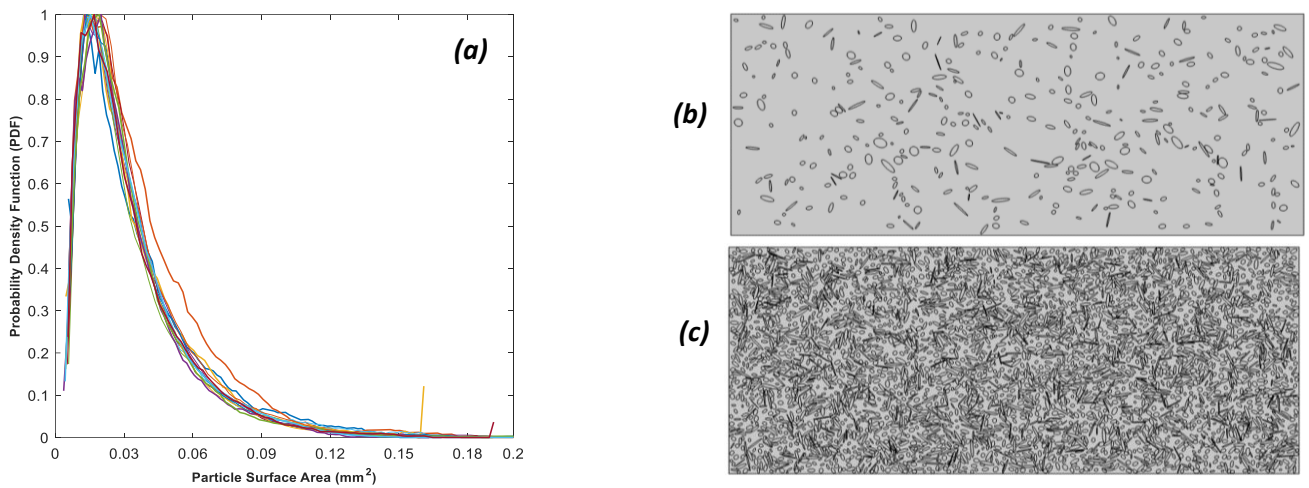 (a)
1
0.9
0.8
0.7
0.6
0.5
0.4
0.3
0.2
0.1
0
Probability Density Function (PDF)
0 0.03 0.06 0.09 0.12 0.15 0.18 0.2
Particle Surface Area (mm2)
(b)
(c)